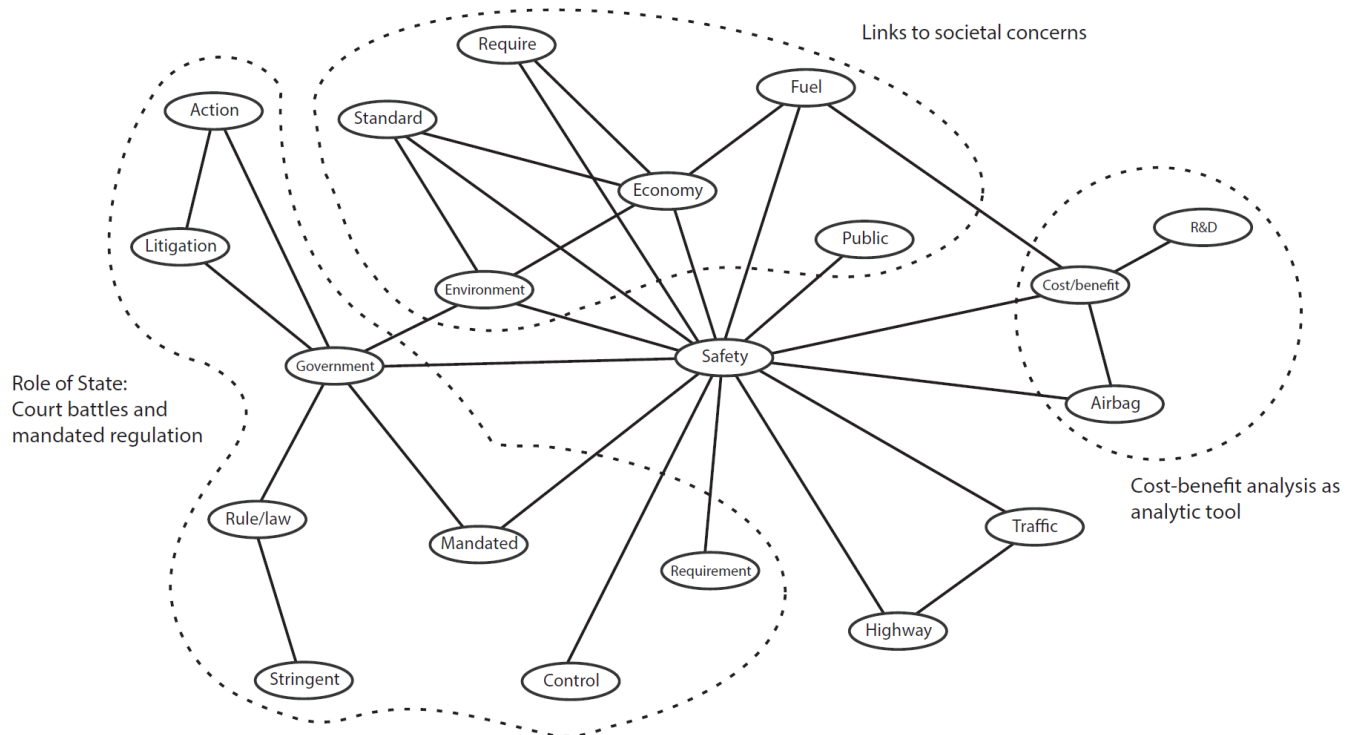 Links to societal concerns
Require
Fuel
Action
Standard
Economy
R&D
Public
Litigation
Cost/benefit
Environment
Safety
Government
Role of State:
Court battles and
mandated regulation
Airbag
Cost-benefit analysis as
analytic tool
Rule/law
Traffic
Mandated
Requirement
Highway
Stringent
Control